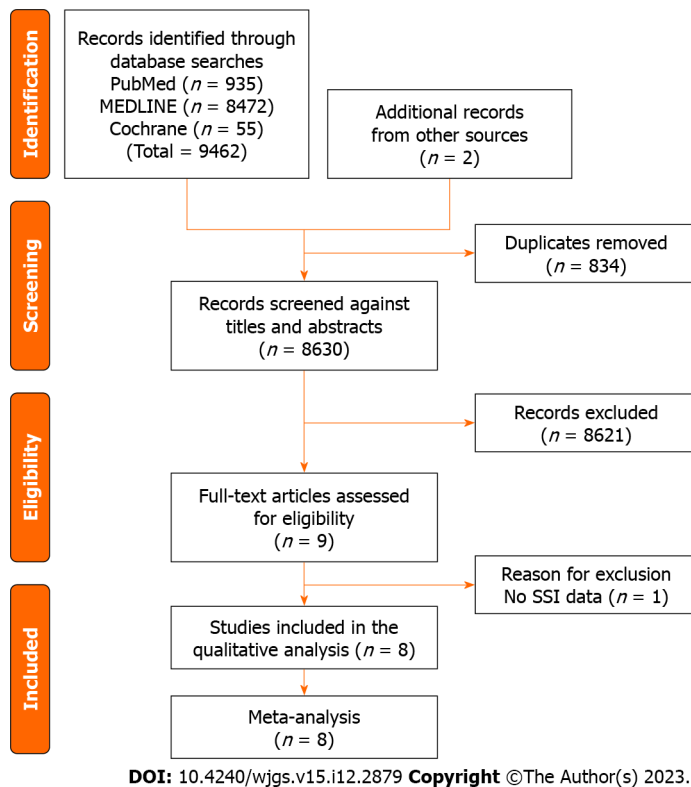 Identification
Records identified through
database searches
PubMed (n = 935)
MEDLINE (n = 8472)
Cochrane (n = 55)
(Total = 9462)
Additional records
from other sources
(n = 2)
Screening
Duplicates removed
(n = 834)
Records screened against
titles and abstracts
(n = 8630)
Eligibility
Records excluded
(n = 8621)
Full-text articles assessed
for eligibility
(n = 9)
Included
Reason for exclusion
No SSI data (n = 1)
Studies included in the
qualitative analysis (n = 8)
Meta-analysis
(n = 8)
DOI: 10.4240/wjgs.v15.i12.2879 Copyright ©The Author(s) 2023.